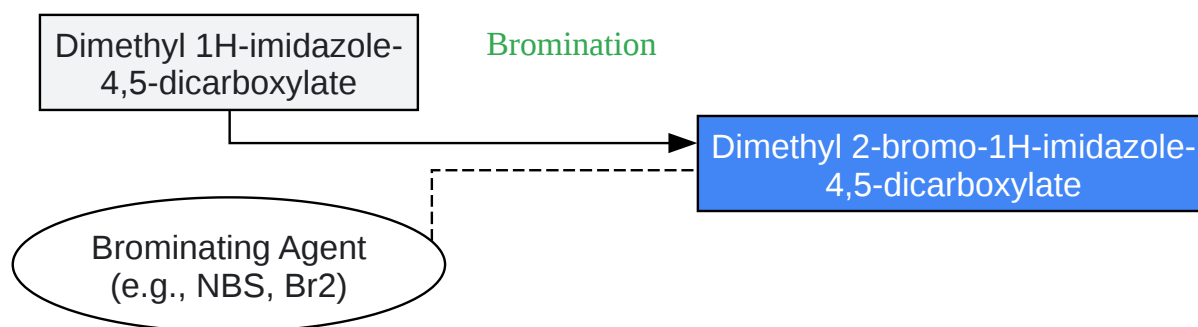 Dimethyl 1H-imidazole-
4,5-dicarboxylate
Bromination
Dimethyl 2-bromo-1H-imidazole-
4,5-dicarboxylate
Brominating Agent
(e.g., NBS, Br2)